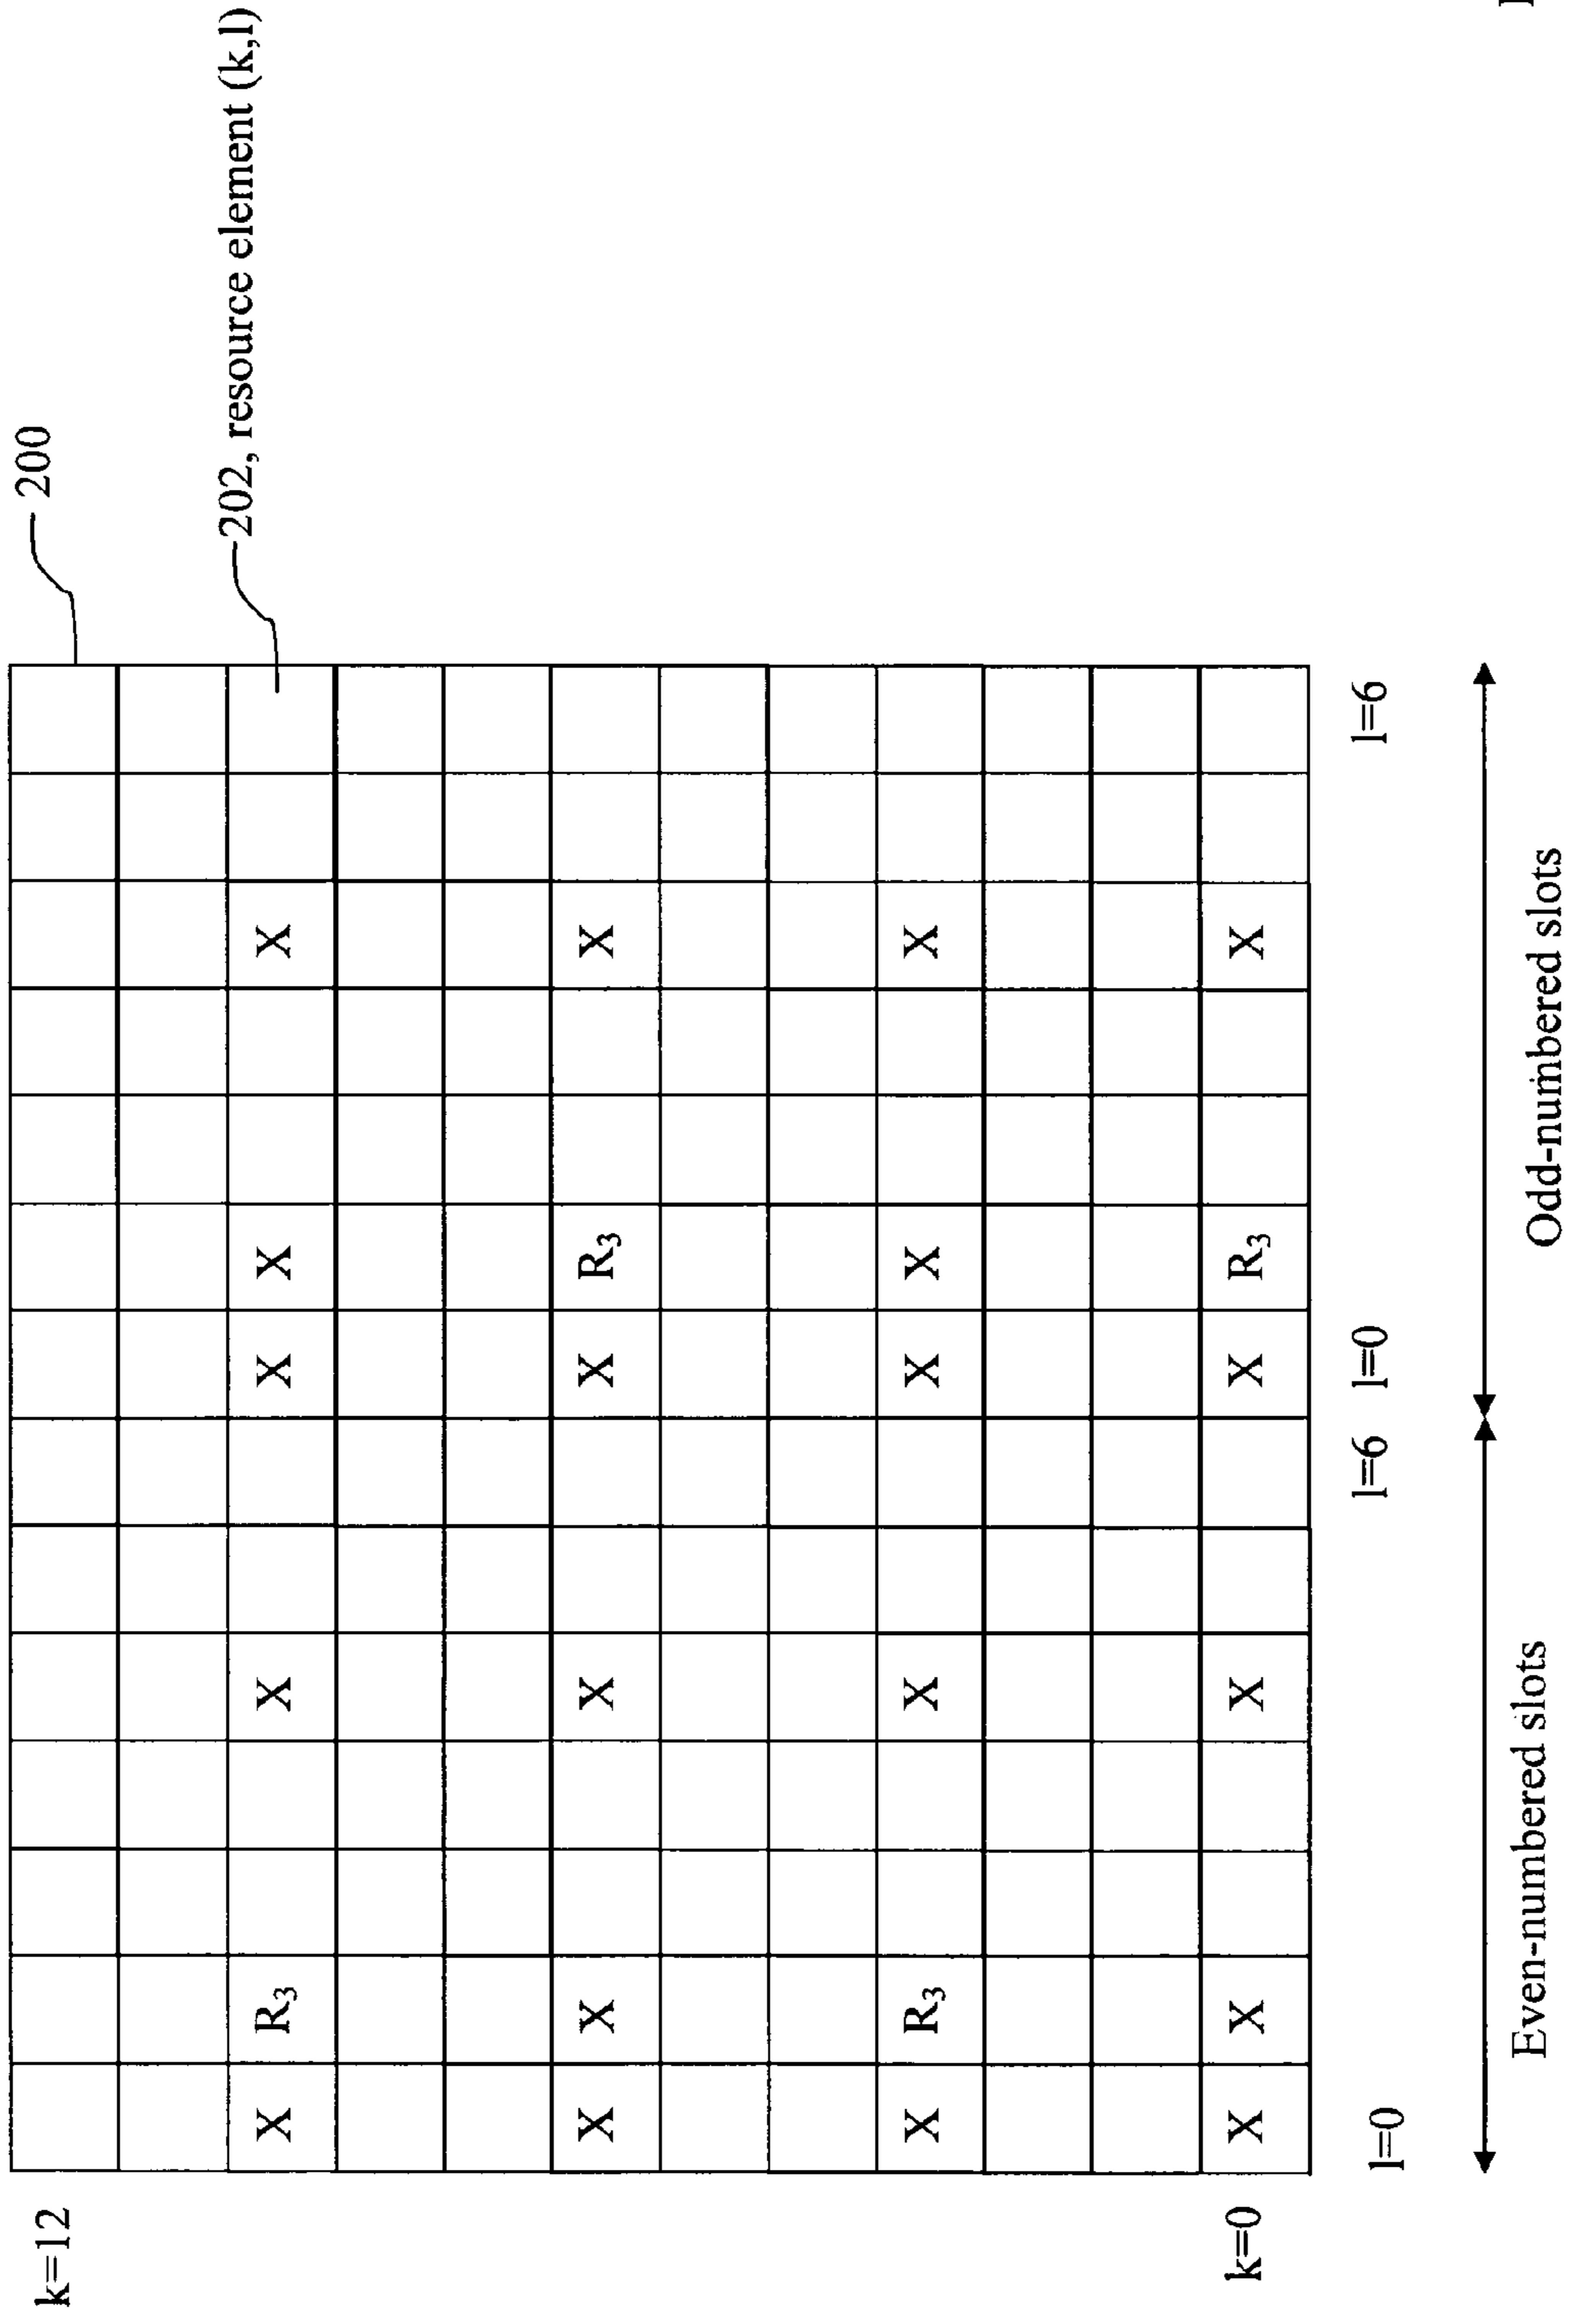 k=12 200
X R₃ X X X X 202, resource element (k,l)
X X X X R₃ X
X R₃ X X X X
k=0 X X X X R₃ X
l=0 l=6 l=0 l=6
Even-numbered slots Odd-numbered slots